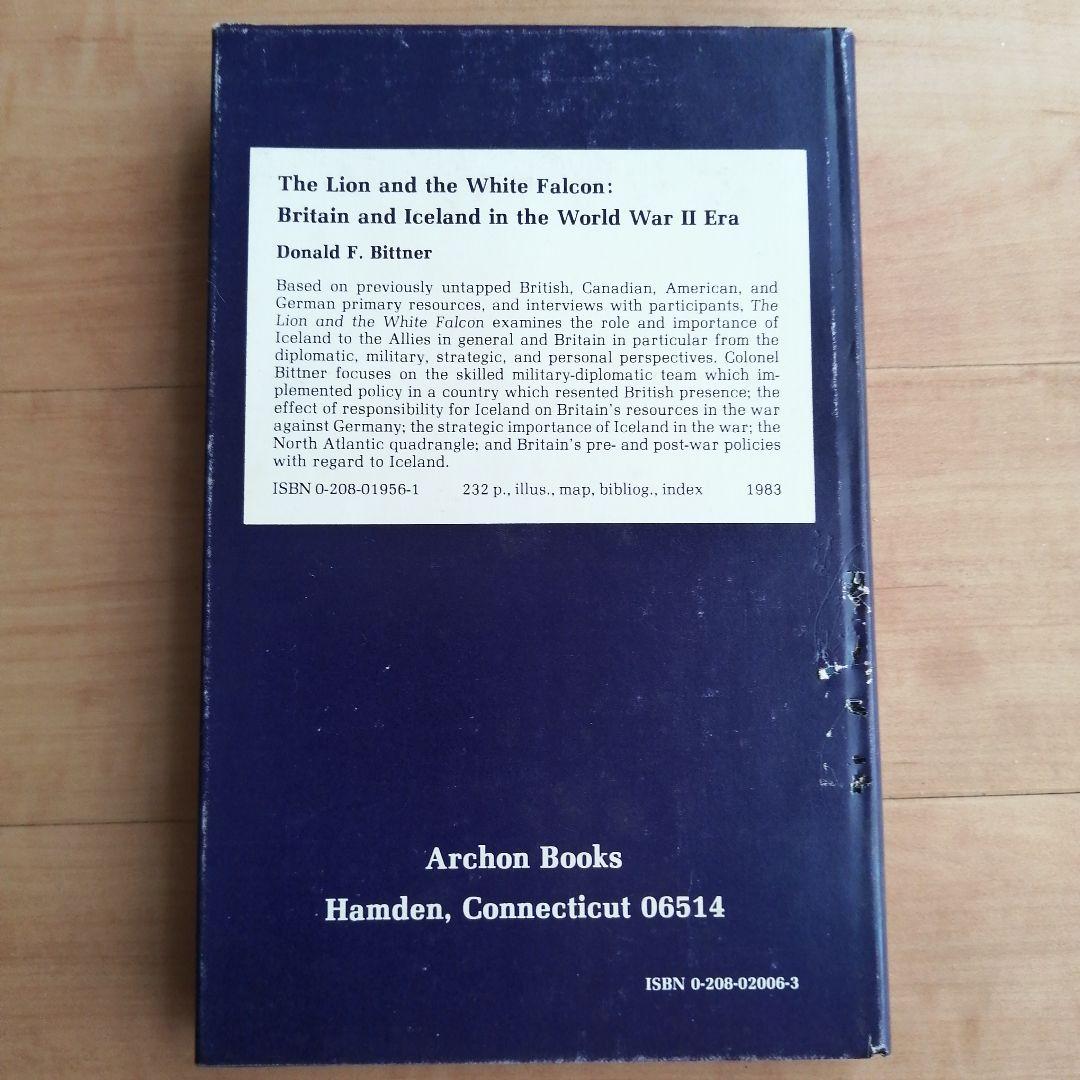 The Lion and the White Falcon:
Britain and Iceland in the World War II Era
Donald F. Bittner
Based on previously untapped British, Canadian, American, and
German primary resources, and interviews with participants, The
Lion and the White Falcon examines the role and importance of
Iceland to the Allies in general and Britain in particular from the
diplomatic, military, strategic, and personal perspectives. Colonel
Bittner focuses on the skilled military-diplomatic team which im-
plemented policy in a country which resented British presence; the
effect of responsibility for Iceland on Britain's resources in the war
against Germany; the strategic importance of Iceland in the war; the
North Atlantic quadrangle; and Britain's pre- and post-war policies
with regard to Iceland.
ISBN 0-208-01956-1 232 p., illus., map, bibliog., index 1983
Archon Books
Hamden, Connecticut 06514
ISBN 0-208-02006-3